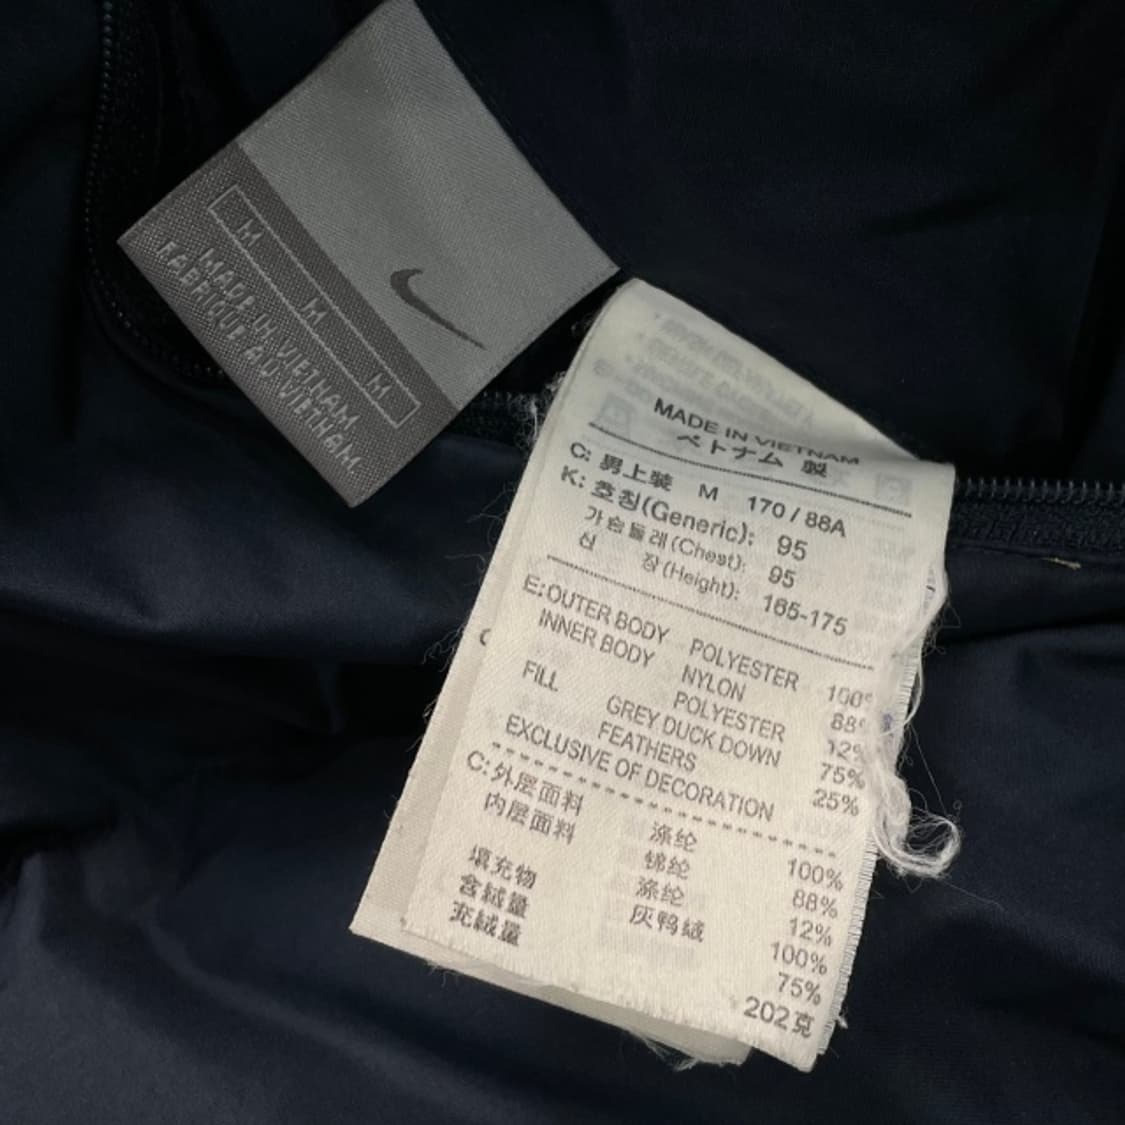 M M M
MADE IN VIETNAM
FABRIQUE AU VIETNAM
MADE IN VIETNAM
ベトナム 製
C: 男上装 M 170 / 88A
K: 호칭(Generic): 95
가슴둘레(Chest): 95
신 장(Height): 165-175
E: OUTER BODY POLYESTER 100%
INNER BODY NYLON 88%
POLYESTER 12%
FILL GREY DUCK DOWN 75%
FEATHERS 25%
EXCLUSIVE OF DECORATION
C: 外层面料 涤纶 100%
内层面料 锦纶 88%
涤纶 12%
填充物 灰鸭绒 100%
含絨量 75%
充絨量 202克